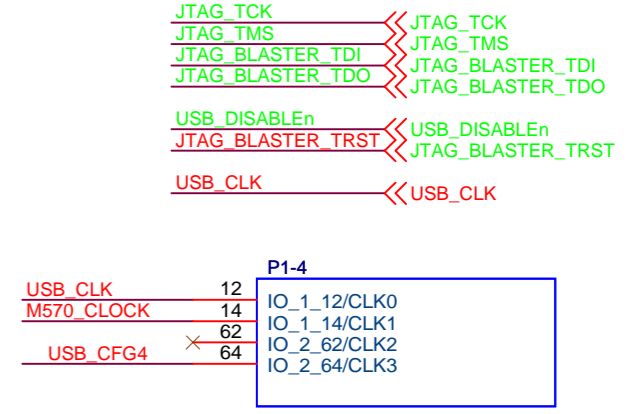 JTAG_TCK JTAG_TCK
JTAG_TMS JTAG_TMS
JTAG_BLASTER_TDI JTAG_BLASTER_TDI
JTAG_BLASTER_TDO JTAG_BLASTER_TDO
USB_DISABLEn USB_DISABLEn
JTAG_BLASTER_TRST JTAG_BLASTER_TRST
USB_CLK USB_CLK
P1-4
USB_CLK 12 IO_1_12/CLK0
M570_CLOCK 14 IO_1_14/CLK1
62 IO_2_62/CLK2
USB_CFG4 64 IO_2_64/CLK3